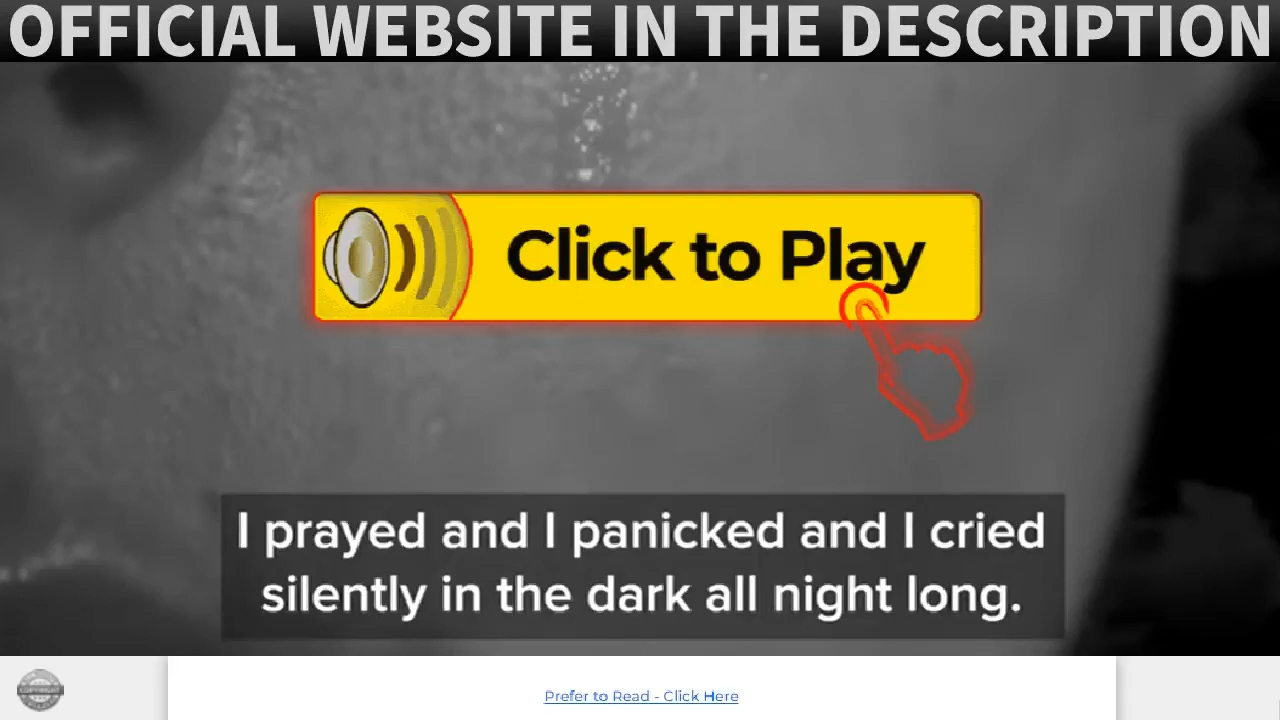 OFFICIAL WEBSITE IN THE DESCRIPTION
Click to Play
I prayed and I panicked and I cried
silently in the dark all night long.
COPYRIGHT
Prefer to Read - Click Here